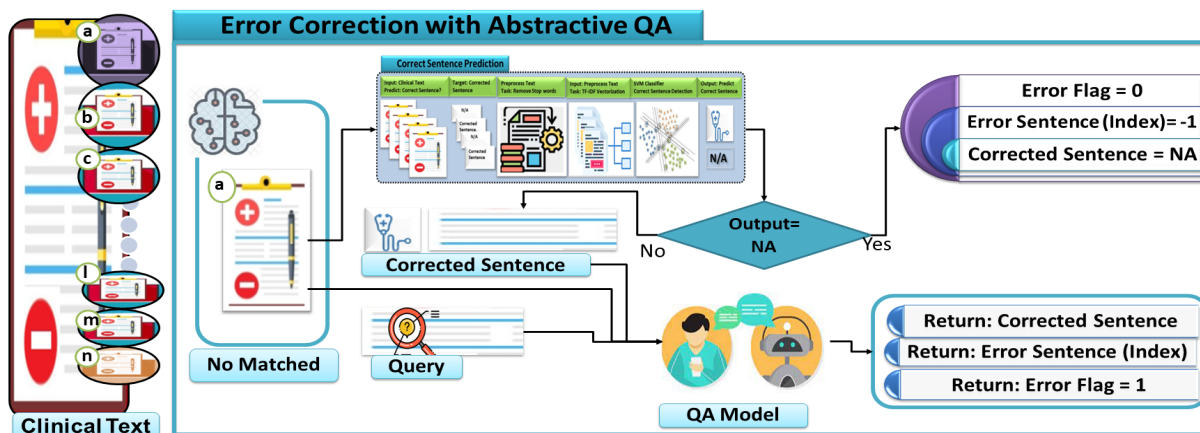 Error Correction with Abstractive QA
a
b
c
l
m
n
Clinical Text
a
No Matched
Correct Sentence Prediction
Input: Clinical Text
Predict: Correct Sentence?
Target: Corrected
Sentence
Preprocess Text
Task: Remove Stop words
Input: Preprocess Text
Task: TF-IDF Vectorization
SVM Classifier
Correct Sentence Detection
Output: Predict
Correct Sentence
N/A
Corrected
Sentence.
N/A
Corrected
Sentence
N/A
Output=
NA
No
Yes
Error Flag = 0
Error Sentence (Index)= -1
Corrected Sentence = NA
Corrected Sentence
?
Query
QA Model
Return: Corrected Sentence
Return: Error Sentence (Index)
Return: Error Flag = 1